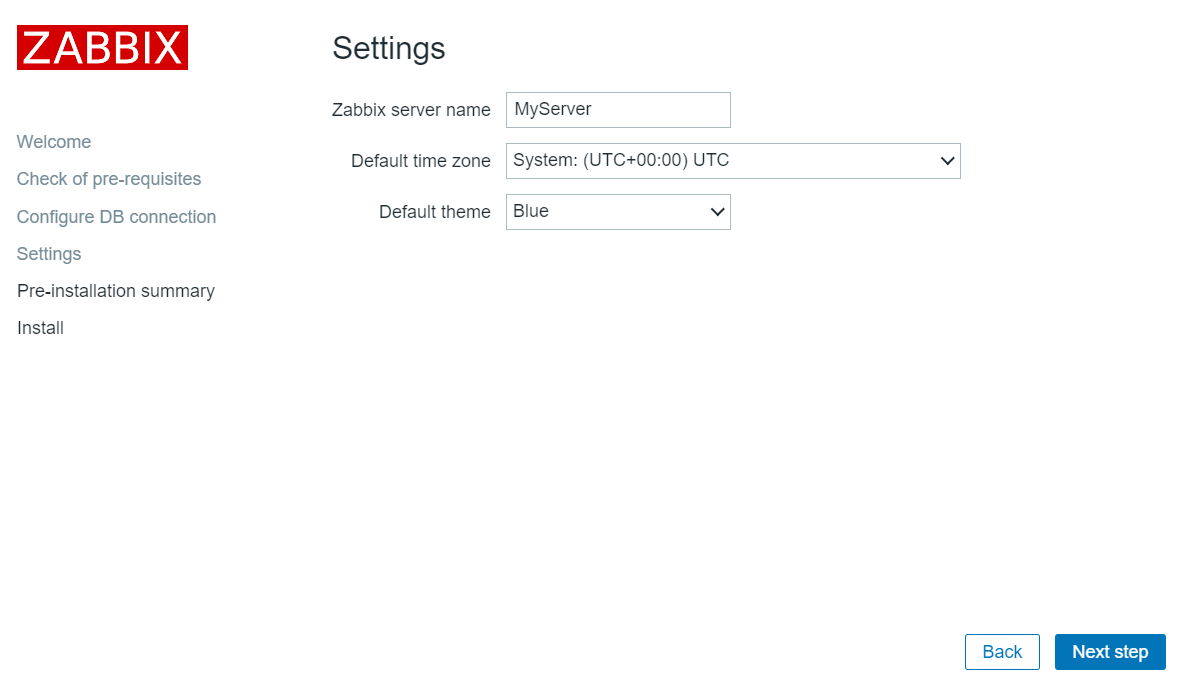 ZABBIX
Welcome
Check of pre-requisites
Configure DB connection
Settings
Pre-installation summary
Install
Settings
Zabbix server name MyServer
Default time zone System: (UTC+00:00) UTC
Default theme Blue
Back Next step